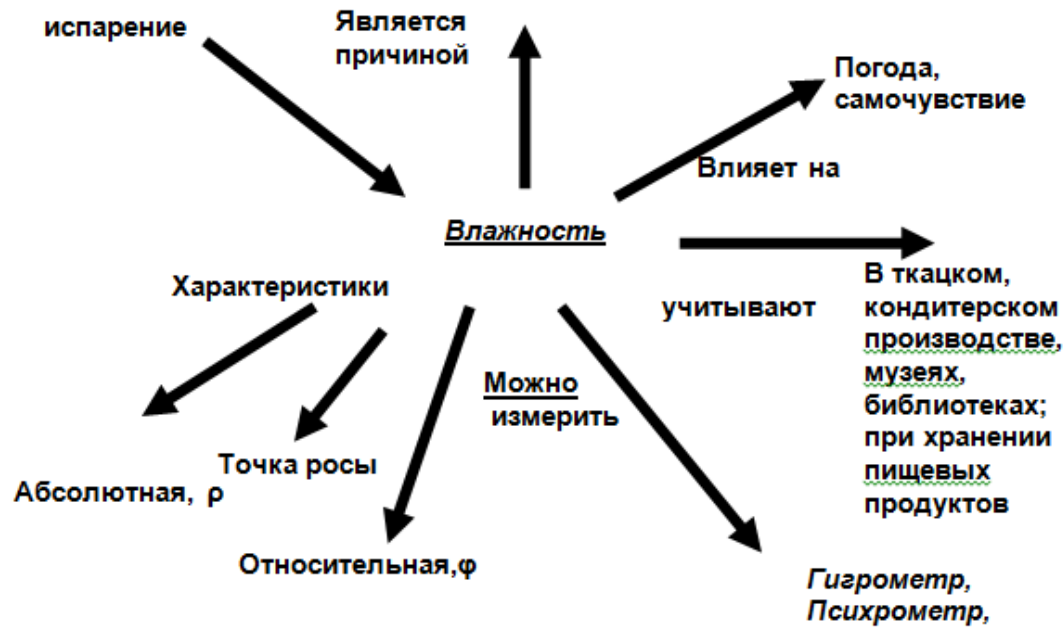 испарение
Является
причиной
Погода,
самочувствие
Влияет на
Влажность
Характеристики
учитывают
В ткацком,
кондитерском
производстве,
музеях,
библиотеках;
при хранении
пищевых
продуктов
Можно
измерить
Точка росы
Абсолютная, ρ
Относительная,φ
Гигрометр,
Психрометр,